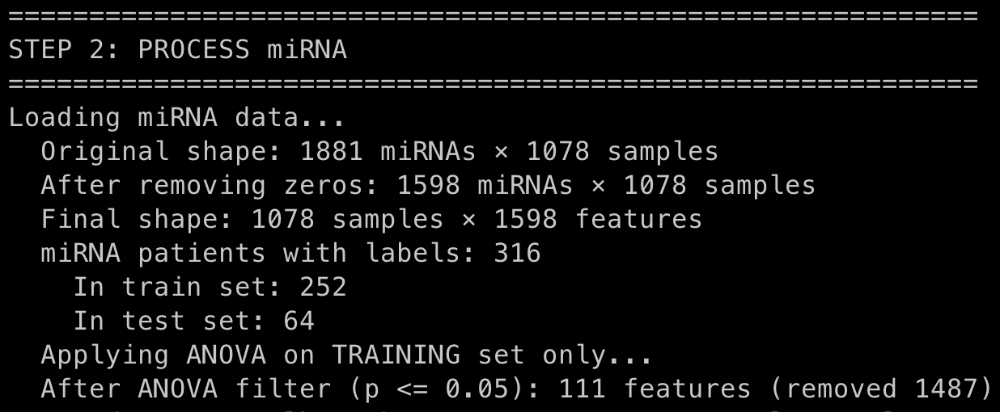 ============================================================
STEP 2: PROCESS miRNA
============================================================
Loading miRNA data...
Original shape: 1881 miRNAs × 1078 samples
After removing zeros: 1598 miRNAs × 1078 samples
Final shape: 1078 samples × 1598 features
miRNA patients with labels: 316
In train set: 252
In test set: 64
Applying ANOVA on TRAINING set only...
After ANOVA filter (p <= 0.05): 111 features (removed 1487)